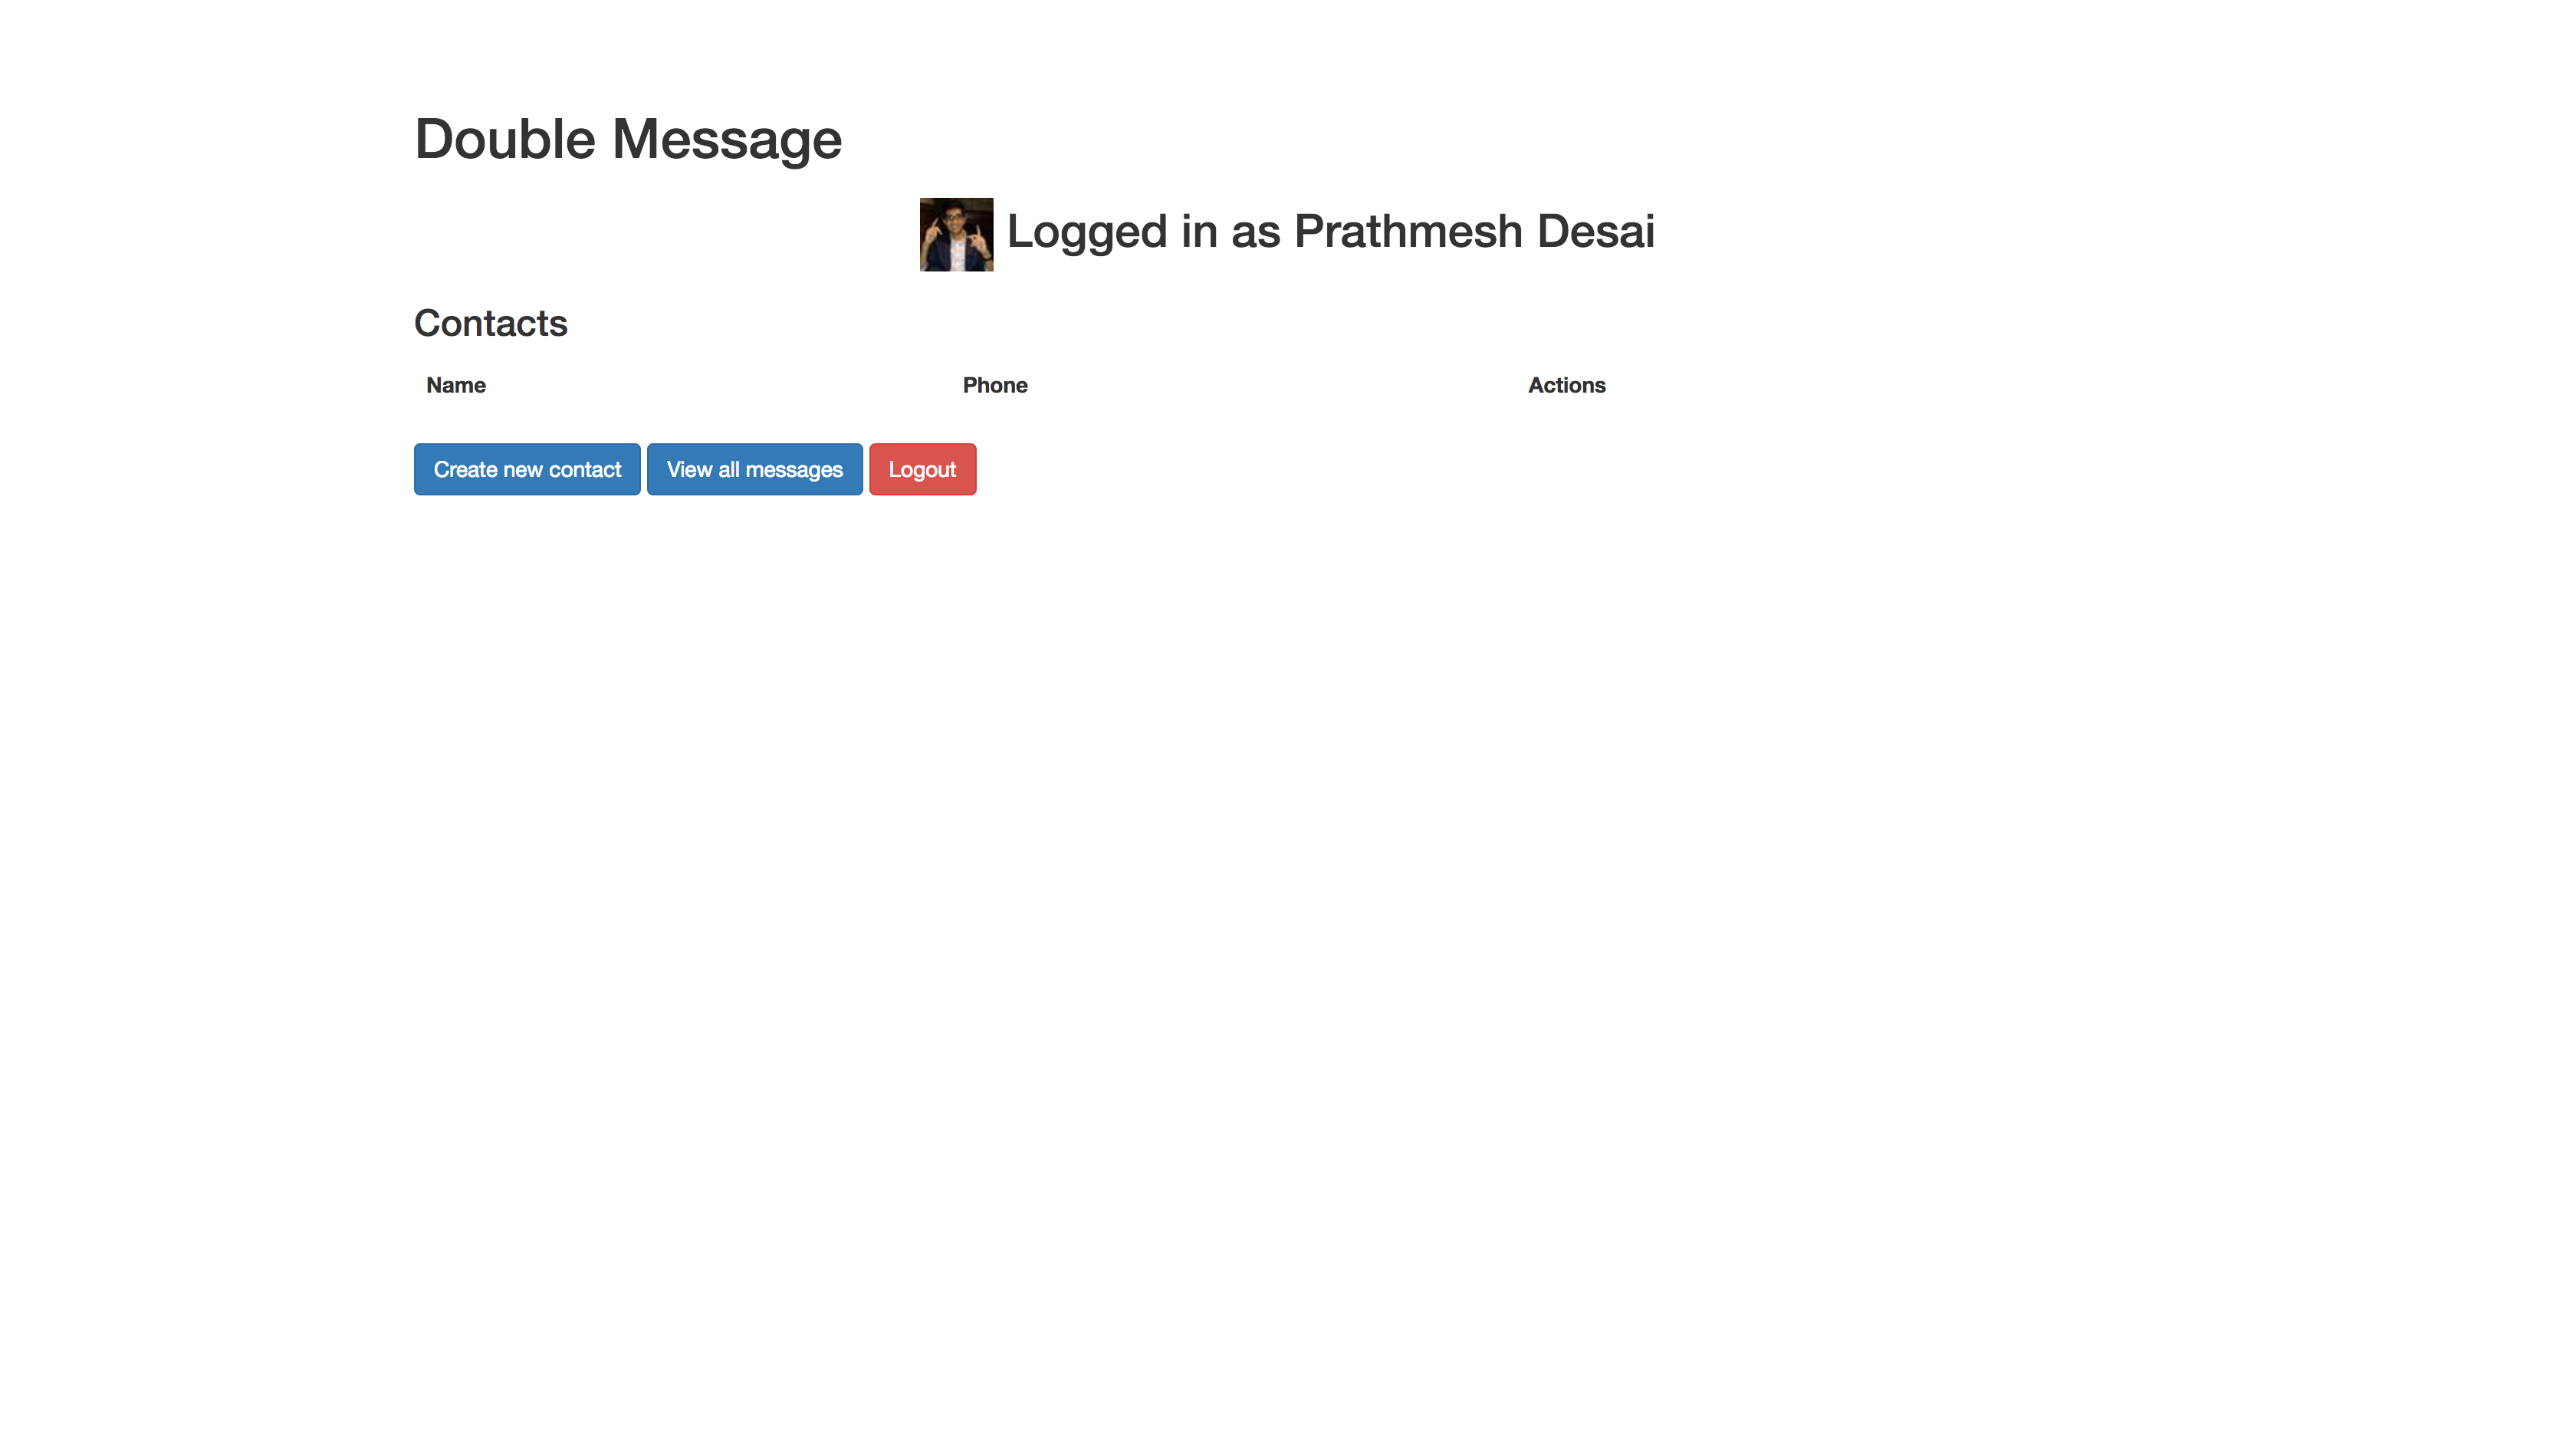 Double Message
Logged in as Prathmesh Desai
Contacts
Name Phone Actions
Create new contact View all messages Logout